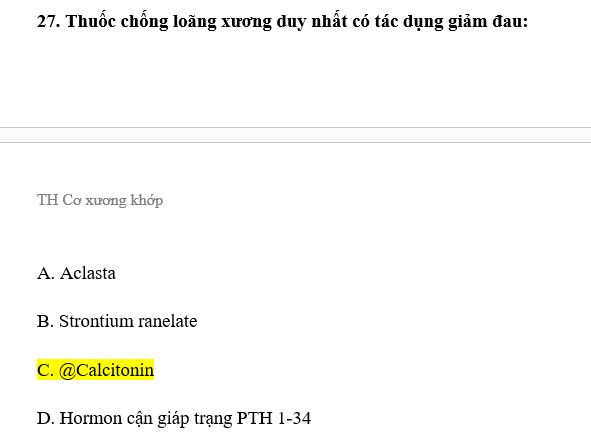 27. Thuốc chống loãng xương duy nhất có tác dụng giảm đau:
TH Cơ xương khớp
A. Aclasta
B. Strontium ranelate
C. @Calcitonin
D. Hormon cận giáp trạng PTH 1-34